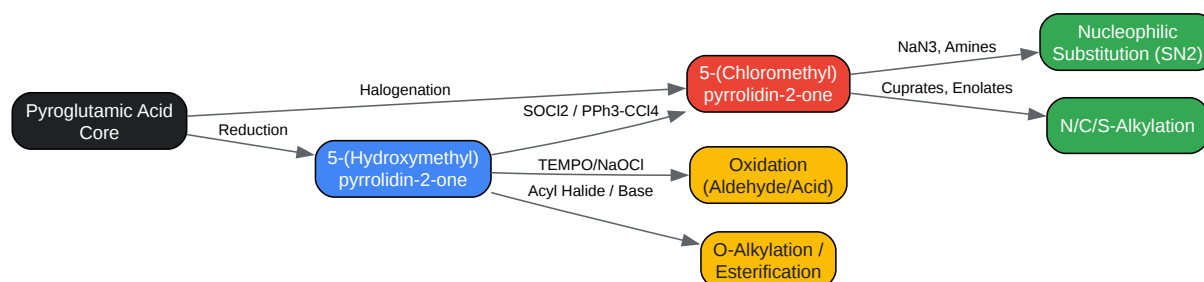 Pyroglutamic Acid
Core
Halogenation
Reduction
5-(Hydroxymethyl)
pyrrolidin-2-one
SOCl2 / PPh3-CCl4
TEMPO/NaOCl
Acyl Halide / Base
5-(Chloromethyl)
pyrrolidin-2-one
Oxidation
(Aldehyde/Acid)
O-Alkylation /
Esterification
NaN3, Amines
Cuprates, Enolates
Nucleophilic
Substitution (SN2)
N/C/S-Alkylation